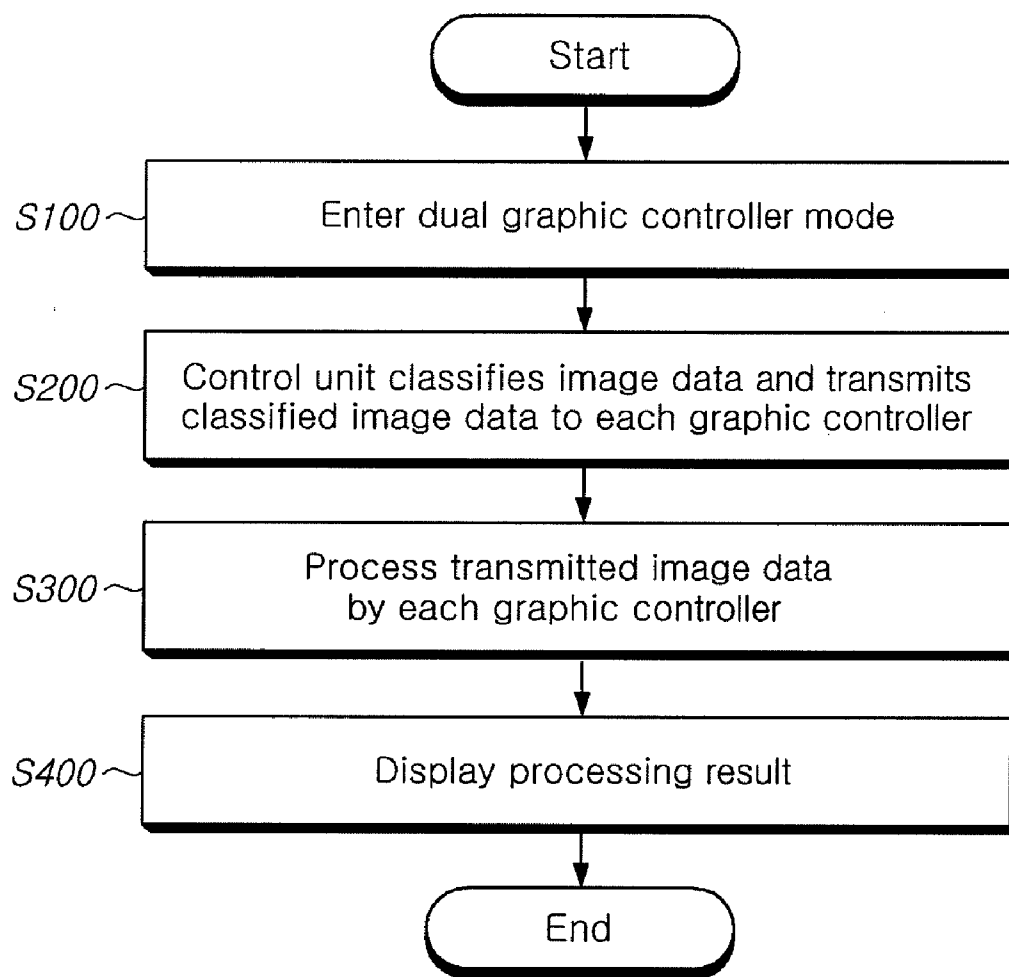 Start
S100
Enter dual graphic controller mode
S200
Control unit classifies image data and transmits
classified image data to each graphic controller
S300
Process transmitted image data
by each graphic controller
S400
Display processing result
End